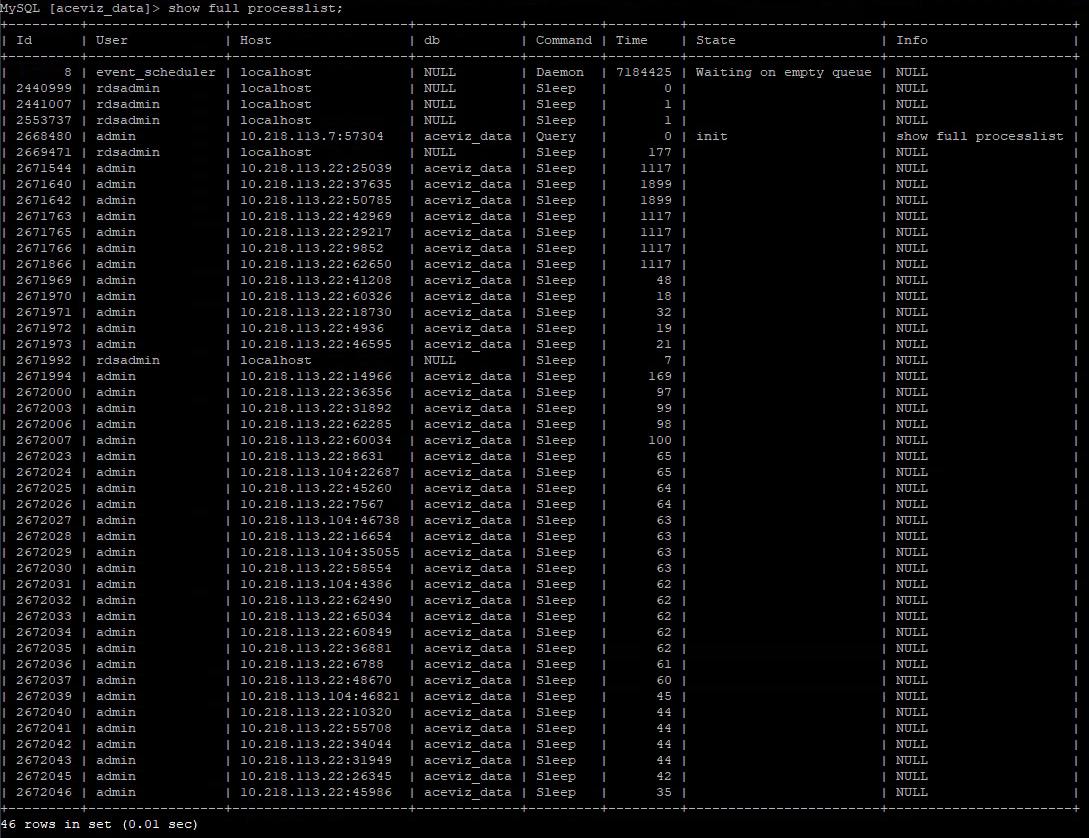 MySQL [aceviz_data]> show full processlist;
+---------+-----------------+----------------------+-------------+---------+---------+------------------------+-----------------------+
| Id      | User            | Host                 | db          | Command | Time    | State                  | Info                  |
+---------+-----------------+----------------------+-------------+---------+---------+------------------------+-----------------------+
|       8 | event_scheduler | localhost            | NULL        | Daemon  | 7184425 | Waiting on empty queue | NULL                  |
| 2440999 | rdsadmin        | localhost            | NULL        | Sleep   |       0 |                        | NULL                  |
| 2441007 | rdsadmin        | localhost            | NULL        | Sleep   |       1 |                        | NULL                  |
| 2553737 | rdsadmin        | localhost            | NULL        | Sleep   |       1 |                        | NULL                  |
| 2668480 | admin           | 10.218.113.7:57304   | aceviz_data | Query   |       0 | init                   | show full processlist |
| 2669471 | rdsadmin        | localhost            | NULL        | Sleep   |     177 |                        | NULL                  |
| 2671544 | admin           | 10.218.113.22:25039  | aceviz_data | Sleep   |    1117 |                        | NULL                  |
| 2671640 | admin           | 10.218.113.22:37635  | aceviz_data | Sleep   |    1899 |                        | NULL                  |
| 2671642 | admin           | 10.218.113.22:50785  | aceviz_data | Sleep   |    1899 |                        | NULL                  |
| 2671763 | admin           | 10.218.113.22:42969  | aceviz_data | Sleep   |    1117 |                        | NULL                  |
| 2671765 | admin           | 10.218.113.22:29217  | aceviz_data | Sleep   |    1117 |                        | NULL                  |
| 2671766 | admin           | 10.218.113.22:9852   | aceviz_data | Sleep   |    1117 |                        | NULL                  |
| 2671866 | admin           | 10.218.113.22:62650  | aceviz_data | Sleep   |    1117 |                        | NULL                  |
| 2671969 | admin           | 10.218.113.22:41208  | aceviz_data | Sleep   |      48 |                        | NULL                  |
| 2671970 | admin           | 10.218.113.22:60326  | aceviz_data | Sleep   |      18 |                        | NULL                  |
| 2671971 | admin           | 10.218.113.22:18730  | aceviz_data | Sleep   |      32 |                        | NULL                  |
| 2671972 | admin           | 10.218.113.22:4936   | aceviz_data | Sleep   |      19 |                        | NULL                  |
| 2671973 | admin           | 10.218.113.22:46595  | aceviz_data | Sleep   |      21 |                        | NULL                  |
| 2671992 | rdsadmin        | localhost            | NULL        | Sleep   |       7 |                        | NULL                  |
| 2671994 | admin           | 10.218.113.22:14966  | aceviz_data | Sleep   |     169 |                        | NULL                  |
| 2672000 | admin           | 10.218.113.22:36356  | aceviz_data | Sleep   |      97 |                        | NULL                  |
| 2672003 | admin           | 10.218.113.22:31892  | aceviz_data | Sleep   |      99 |                        | NULL                  |
| 2672006 | admin           | 10.218.113.22:62285  | aceviz_data | Sleep   |      98 |                        | NULL                  |
| 2672007 | admin           | 10.218.113.22:60034  | aceviz_data | Sleep   |     100 |                        | NULL                  |
| 2672023 | admin           | 10.218.113.22:8631   | aceviz_data | Sleep   |      65 |                        | NULL                  |
| 2672024 | admin           | 10.218.113.104:22687 | aceviz_data | Sleep   |      65 |                        | NULL                  |
| 2672025 | admin           | 10.218.113.22:45260  | aceviz_data | Sleep   |      64 |                        | NULL                  |
| 2672026 | admin           | 10.218.113.22:7567   | aceviz_data | Sleep   |      64 |                        | NULL                  |
| 2672027 | admin           | 10.218.113.104:46738 | aceviz_data | Sleep   |      63 |                        | NULL                  |
| 2672028 | admin           | 10.218.113.22:16654  | aceviz_data | Sleep   |      63 |                        | NULL                  |
| 2672029 | admin           | 10.218.113.104:35055 | aceviz_data | Sleep   |      63 |                        | NULL                  |
| 2672030 | admin           | 10.218.113.22:58554  | aceviz_data | Sleep   |      63 |                        | NULL                  |
| 2672031 | admin           | 10.218.113.104:4386  | aceviz_data | Sleep   |      62 |                        | NULL                  |
| 2672032 | admin           | 10.218.113.22:62490  | aceviz_data | Sleep   |      62 |                        | NULL                  |
| 2672033 | admin           | 10.218.113.22:65034  | aceviz_data | Sleep   |      62 |                        | NULL                  |
| 2672034 | admin           | 10.218.113.22:60849  | aceviz_data | Sleep   |      62 |                        | NULL                  |
| 2672035 | admin           | 10.218.113.22:36881  | aceviz_data | Sleep   |      62 |                        | NULL                  |
| 2672036 | admin           | 10.218.113.22:6788   | aceviz_data | Sleep   |      61 |                        | NULL                  |
| 2672037 | admin           | 10.218.113.22:48670  | aceviz_data | Sleep   |      60 |                        | NULL                  |
| 2672039 | admin           | 10.218.113.104:46821 | aceviz_data | Sleep   |      45 |                        | NULL                  |
| 2672040 | admin           | 10.218.113.22:10320  | aceviz_data | Sleep   |      44 |                        | NULL                  |
| 2672041 | admin           | 10.218.113.22:55708  | aceviz_data | Sleep   |      44 |                        | NULL                  |
| 2672042 | admin           | 10.218.113.22:34044  | aceviz_data | Sleep   |      44 |                        | NULL                  |
| 2672043 | admin           | 10.218.113.22:31949  | aceviz_data | Sleep   |      44 |                        | NULL                  |
| 2672045 | admin           | 10.218.113.22:26345  | aceviz_data | Sleep   |      42 |                        | NULL                  |
| 2672046 | admin           | 10.218.113.22:45986  | aceviz_data | Sleep   |      35 |                        | NULL                  |
+---------+-----------------+----------------------+-------------+---------+---------+------------------------+-----------------------+
46 rows in set (0.01 sec)